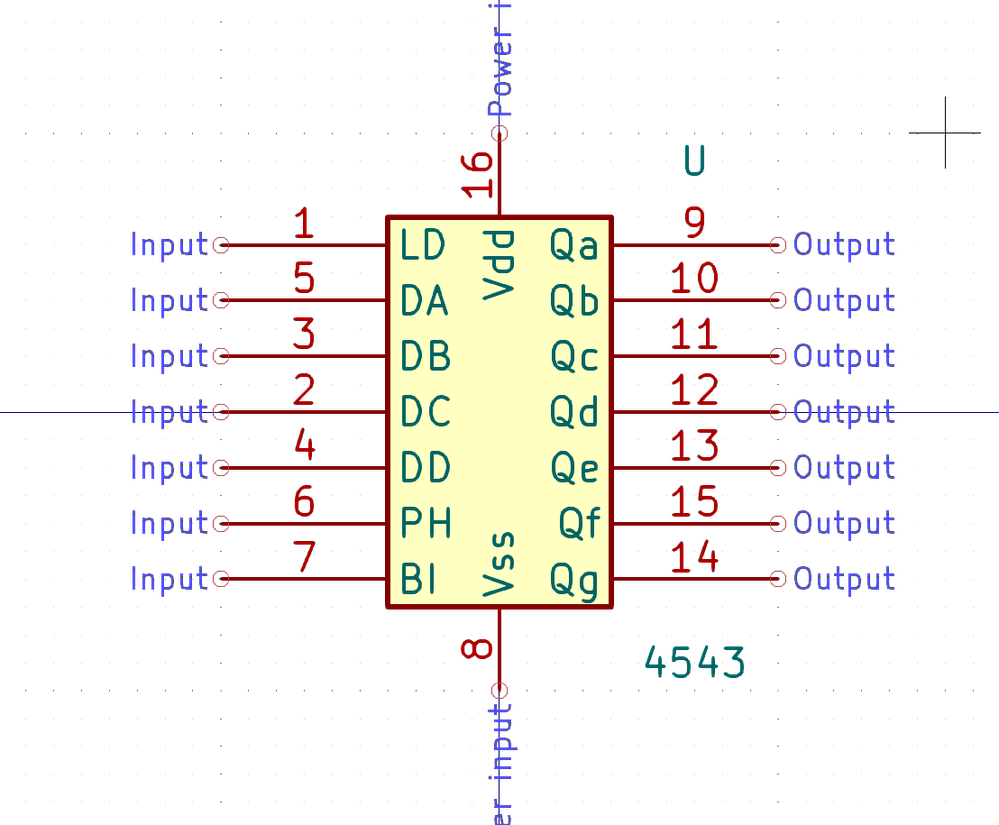 Power i
16
U
1
9
Input
LD
Vdd
Qa
Output
5
10
Input
DA
Qb
Output
3
11
Input
DB
Qc
Output
2
12
Input
DC
Qd
Output
4
13
Input
DD
Qe
Output
6
15
Input
PH
Vss
Qf
Output
7
14
Input
BI
Qg
Output
8
4543
er input